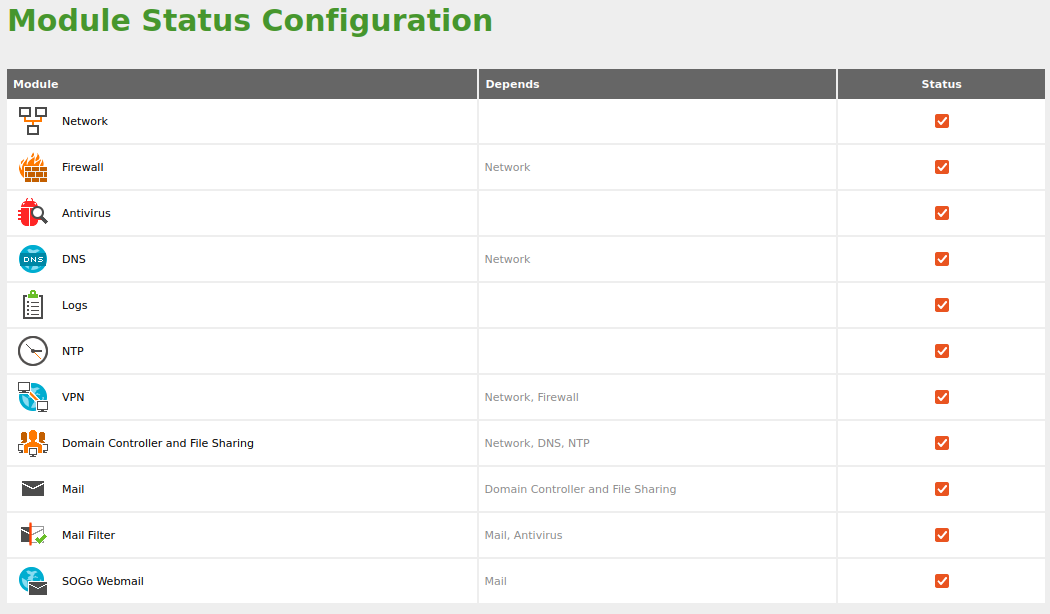 Module Status Configuration
Module Depends Status
Network
Firewall Network
Antivirus
DNS DNS Network
Logs
NTP
VPN Network, Firewall
Domain Controller and File Sharing Network, DNS, NTP
Mail Domain Controller and File Sharing
Mail Filter Mail, Antivirus
SOGo Webmail Mail